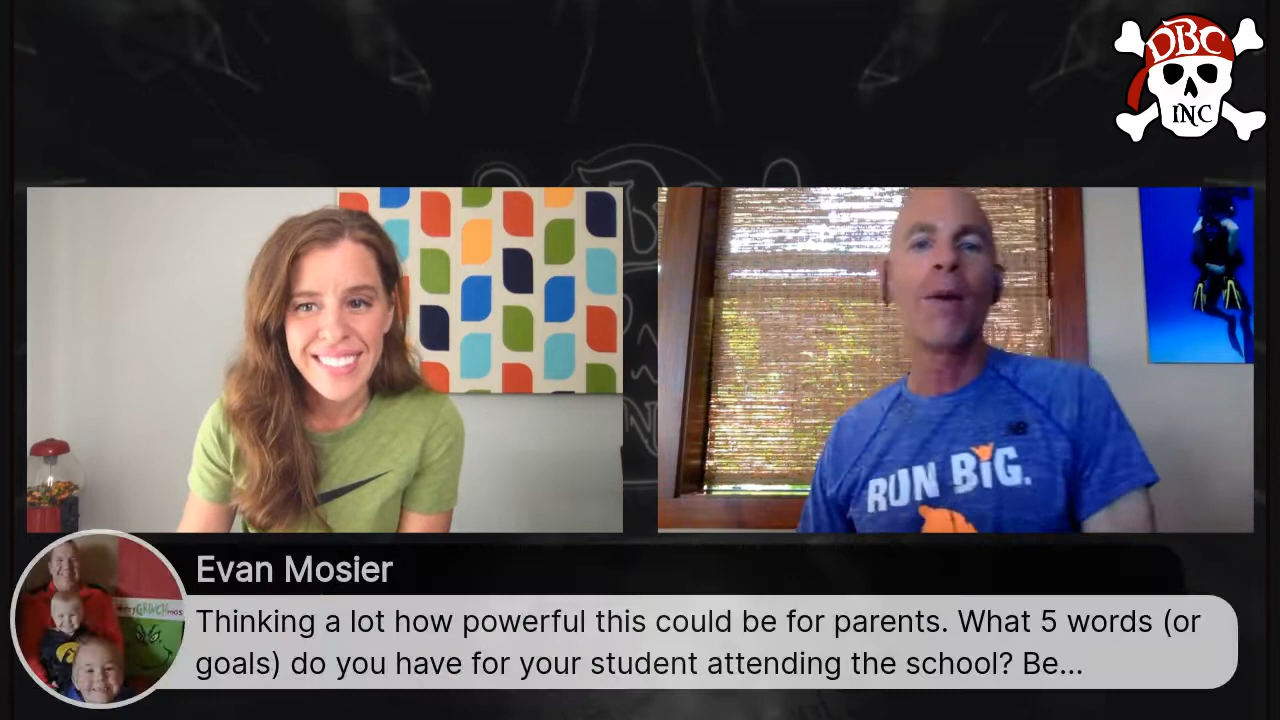 DBC
INC
RUN BIG.
Evan Mosier
Thinking a lot how powerful this could be for parents. What 5 words (or
goals) do you have for your student attending the school? Be...